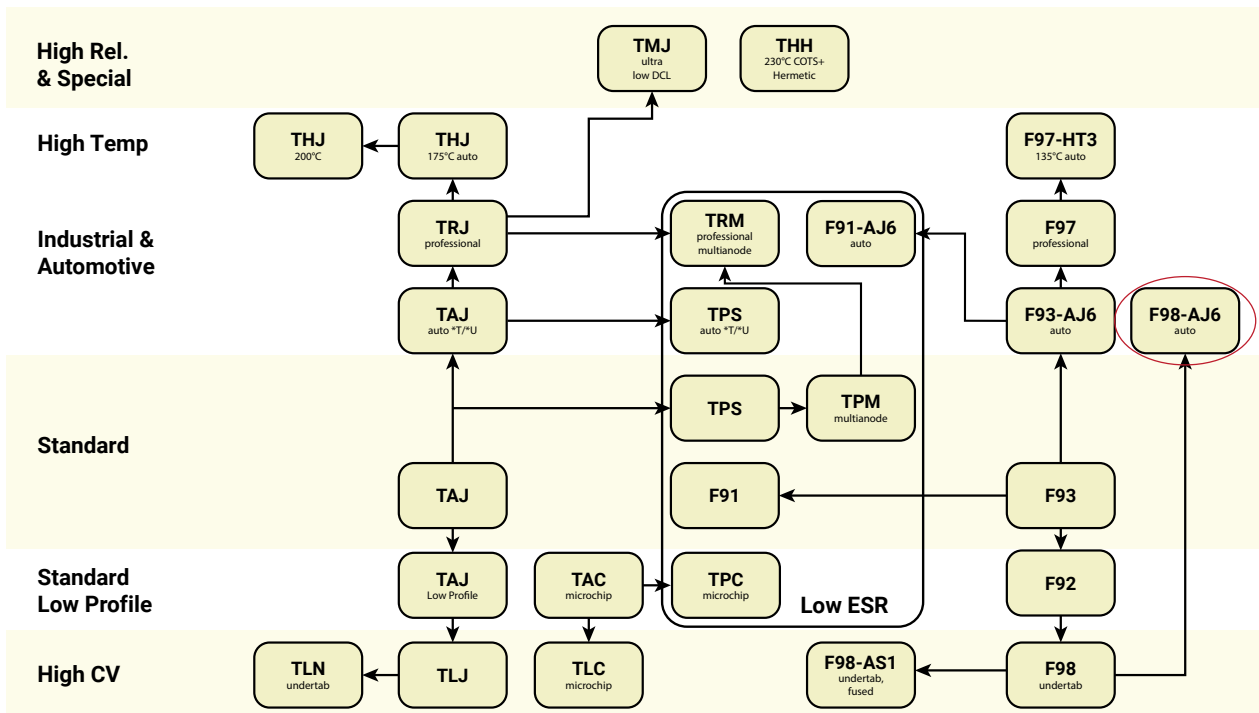 High Rel.
& Special
TMJ
ultra
low DCL
THH
230°C COTS+
Hermetic
High Temp
THJ
200°C
THJ
175°C auto
F97-HT3
135°C auto
Industrial &
Automotive
TRJ
professional
TRM
professional
multianode
F91-AJ6
auto
F97
professional
TAJ
auto *T/*U
TPS
auto *T/*U
F93-AJ6
auto
F98-AJ6
auto
Standard
TPS
TPM
multianode
TAJ
F91
F93
Standard
Low Profile
TAJ
Low Profile
TAC
microchip
TPC
microchip
Low ESR
F92
High CV
TLN
undertab
TLJ
TLC
microchip
F98-AS1
undertab,
fused
F98
undertab